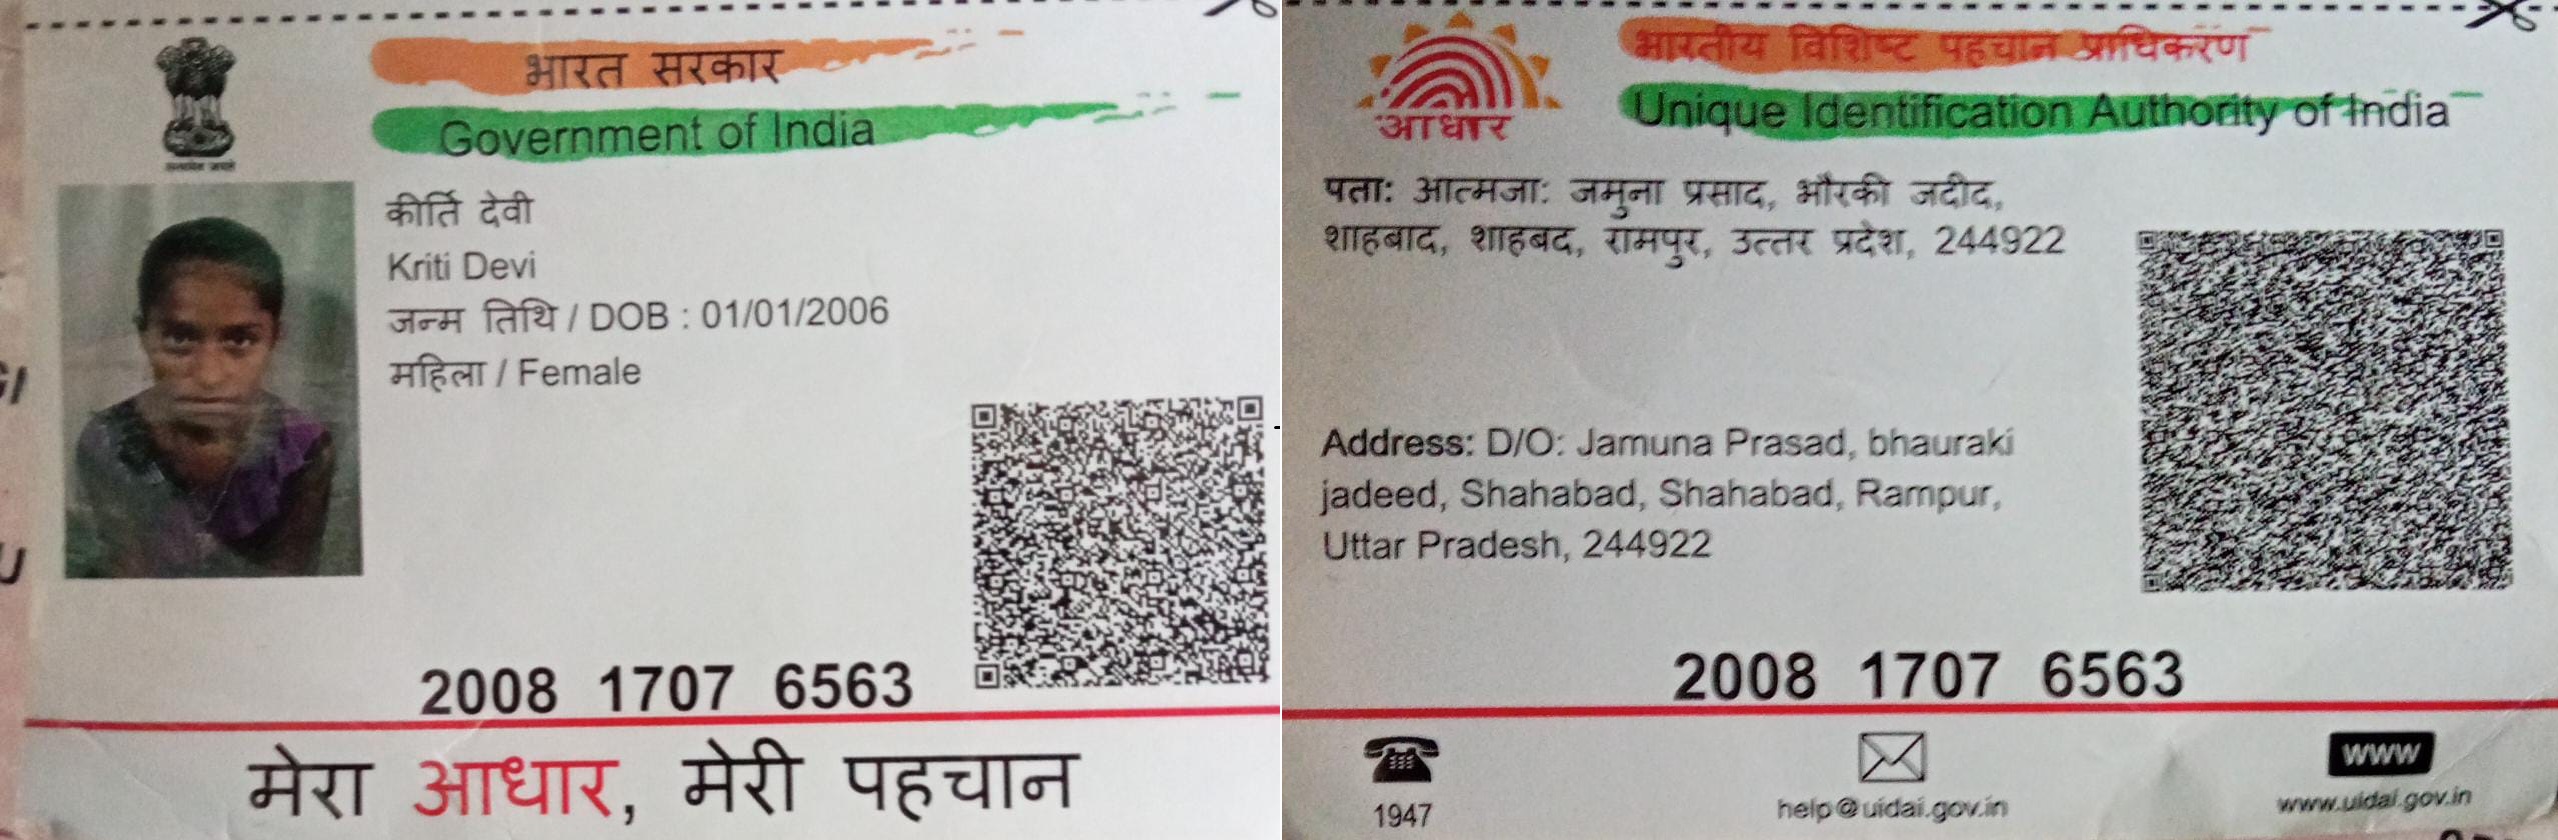 भारत सरकार
Government of India
कीर्ति देवी
Kriti Devi
जन्म तिथि / DOB : 01/01/2006
महिला / Female
2008 1707 6563
मेरा आधार, मेरी पहचान
भारतीय विशिष्ट पहचान प्राधिकरण
Unique Identification Authority of India
आधार
पता: आत्मजा: जमुना प्रसाद, भौरकी जदीद,
शाहबाद, शाहबद, रामपुर, उत्तर प्रदेश, 244922
Address: D/O: Jamuna Prasad, bhauraki
jadeed, Shahabad, Shahabad, Rampur,
Uttar Pradesh, 244922
2008 1707 6563
1947
help@uidai.gov.in
WWW
www.uidai.gov.in